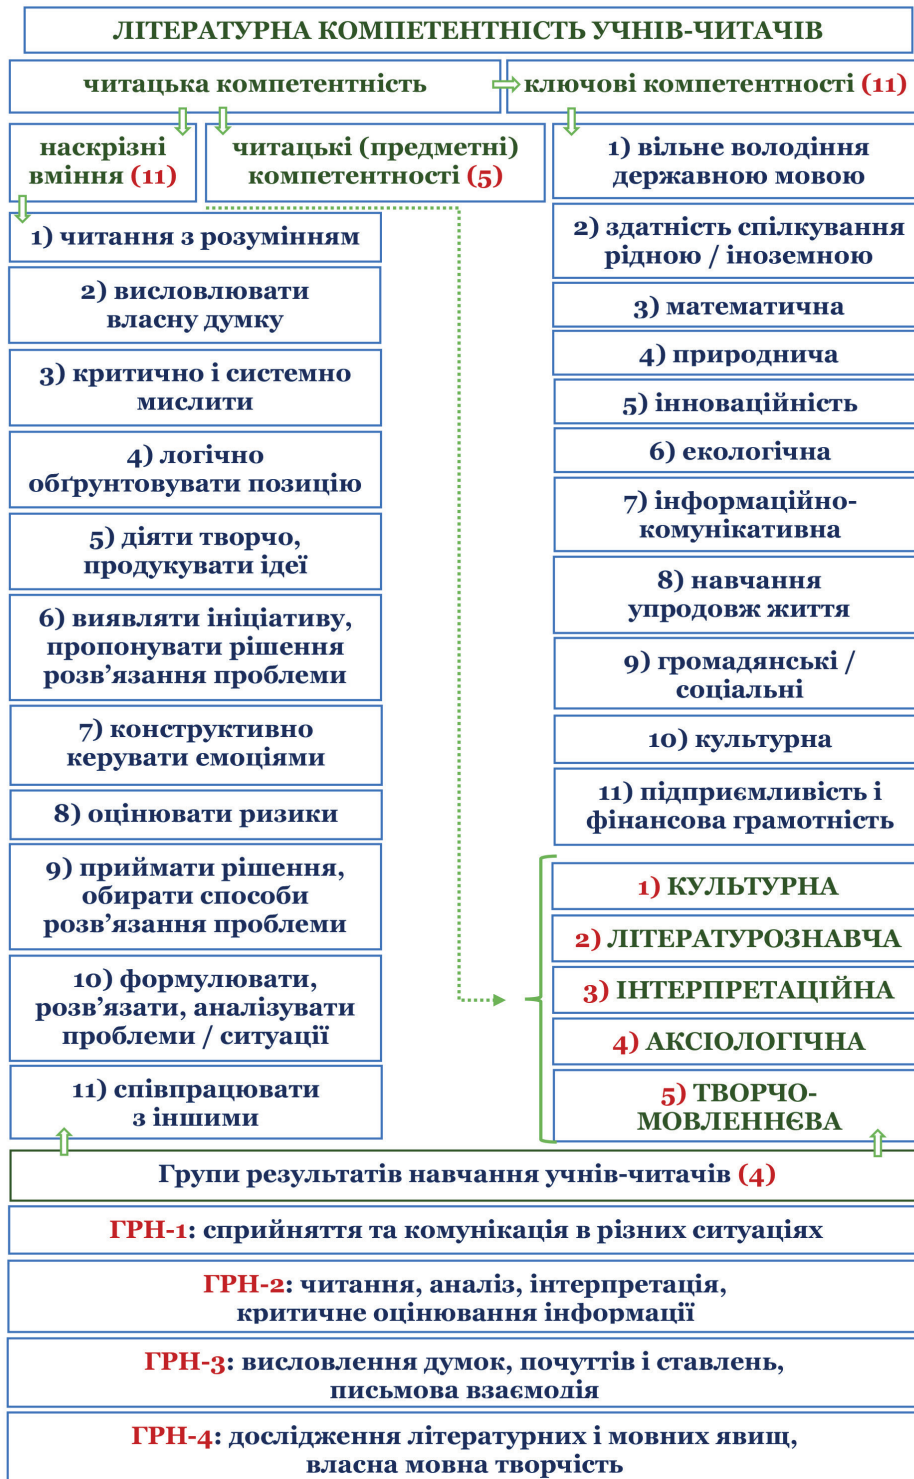 ЛІТЕРАТУРНА КОМПЕТЕНТНІСТЬ УЧНІВ-ЧИТАЧІВ
читацька компетентність
ключові компетентності (11)
наскрізні
вміння (11)
читацькі (предметні)
компетентності (5)
1) читання з розумінням
2) висловлювати
власну думку
3) критично і системно
мислити
4) логічно
обґрунтовувати позицію
5) діяти творчо,
продукувати ідеї
6) виявляти ініціативу,
пропонувати рішення
розв’язання проблеми
7) конструктивно
керувати емоціями
8) оцінювати ризики
9) приймати рішення,
обирати способи
розв’язання проблеми
10) формулювати,
розв’язати, аналізувати
проблеми / ситуації
11) співпрацювати
з іншими
1) вільне володіння
державною мовою
2) здатність спілкування
рідною / іноземною
3) математична
4) природнича
5) інноваційність
6) екологічна
7) інформаційно-
комунікативна
8) навчання
упродовж життя
9) громадянські /
соціальні
10) культурна
11) підприємливість і
фінансова грамотність
1) КУЛЬТУРНА
2) ЛІТЕРАТУРОЗНАВЧА
3) ІНТЕРПРЕТАЦІЙНА
4) АКСІОЛОГІЧНА
5) ТВОРЧО-
МОВЛЕННЄВА
Групи результатів навчання учнів-читачів (4)
ГРН-1: сприйняття та комунікація в різних ситуаціях
ГРН-2: читання, аналіз, інтерпретація,
критичне оцінювання інформації
ГРН-3: висловлення думок, почуттів і ставлень,
письмова взаємодія
ГРН-4: дослідження літературних і мовних явищ,
власна мовна творчість